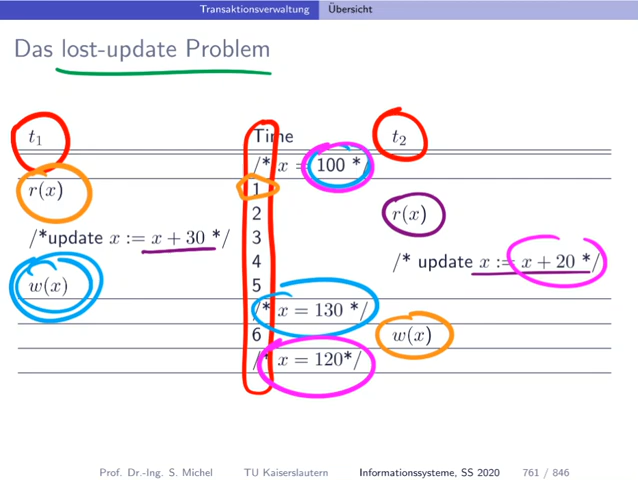 Transaktionsverwaltung Übersicht
Das lost-update Problem
t₁ Time t₂
/* x = 100 */
r(x) 1
2 r(x)
/*update x := x + 30 */ 3
4 /* update x := x + 20 */
w(x) 5
/* x = 130 */
6 w(x)
/* x = 120*/
Prof. Dr.-Ing. S. Michel TU Kaiserslautern Informationssysteme, SS 2020 761 / 846